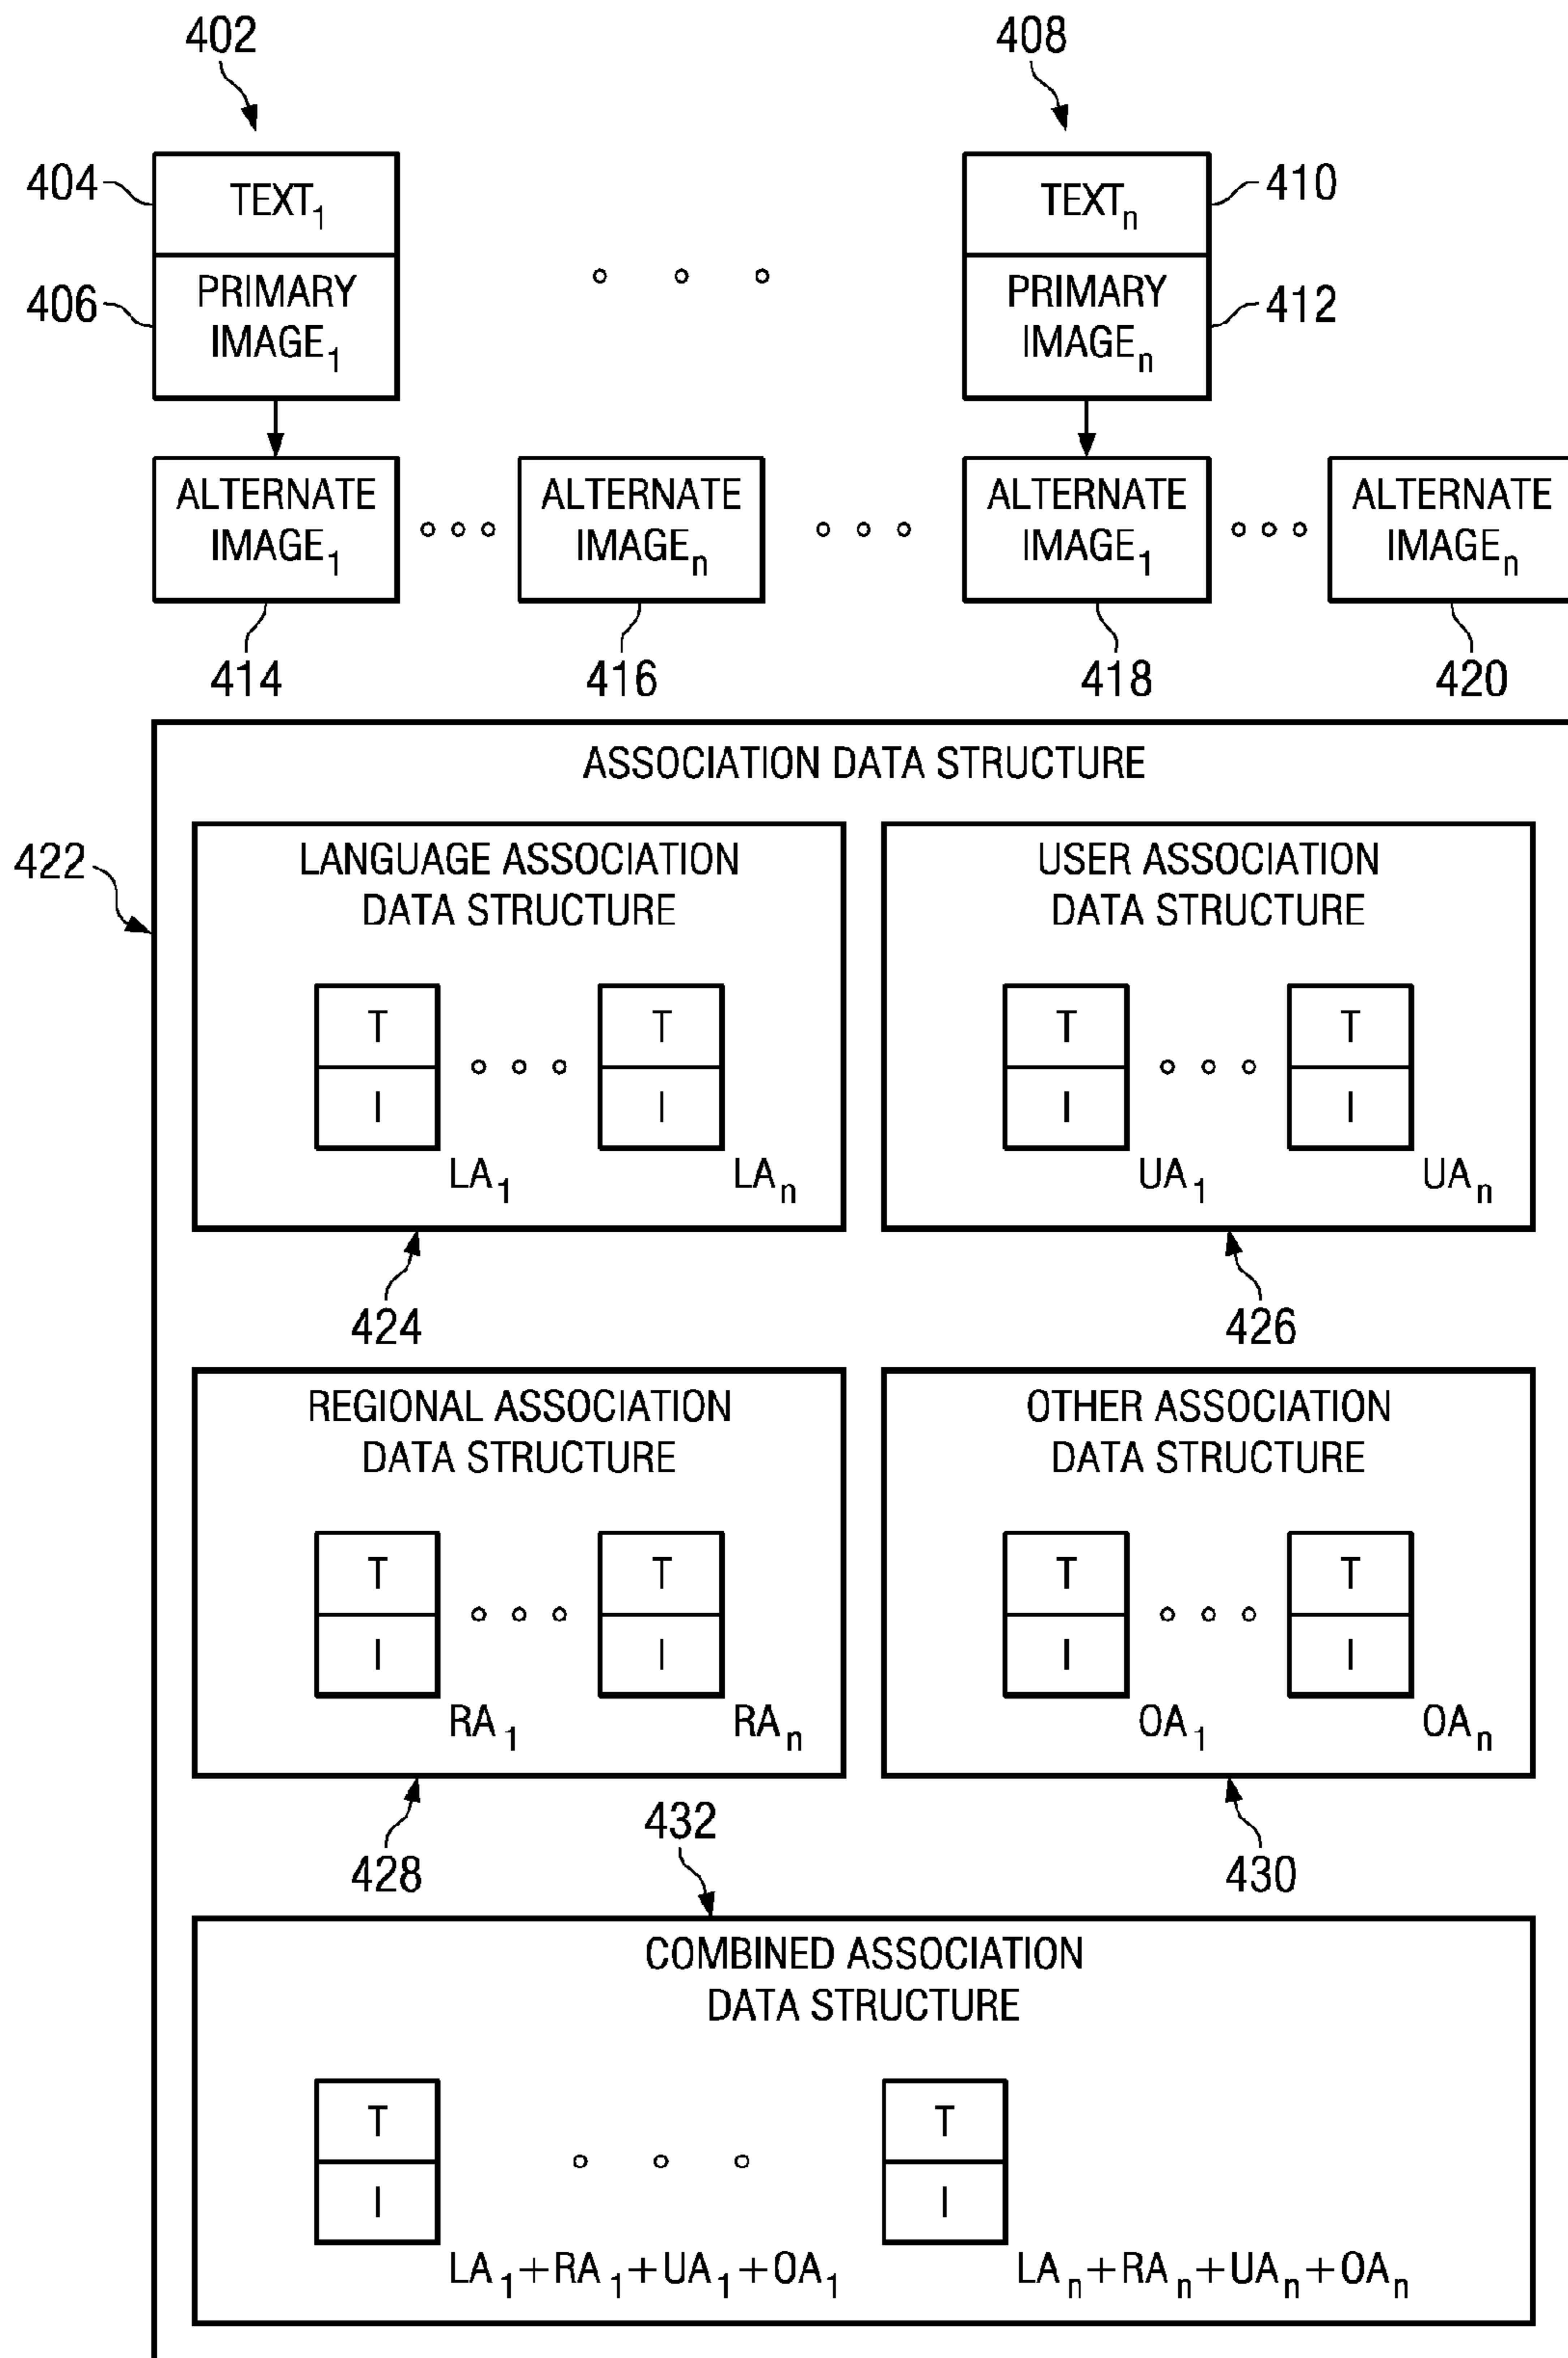 402
408
404
TEXT1
TEXTn
410
406
PRIMARY
IMAGE1
PRIMARY
IMAGEn
412
ALTERNATE
IMAGE1
ALTERNATE
IMAGEn
ALTERNATE
IMAGE1
ALTERNATE
IMAGEn
414
416
418
420
ASSOCIATION DATA STRUCTURE
422
LANGUAGE ASSOCIATION
DATA STRUCTURE
T
I
LA1
T
I
LAn
424
USER ASSOCIATION
DATA STRUCTURE
T
I
UA1
T
I
UAn
426
REGIONAL ASSOCIATION
DATA STRUCTURE
T
I
RA1
T
I
RAn
428
OTHER ASSOCIATION
DATA STRUCTURE
T
I
OA1
T
I
OAn
430
432
COMBINED ASSOCIATION
DATA STRUCTURE
T
I
LA1+RA1+UA1+OA1
T
I
LAn+RAn+UAn+OAn